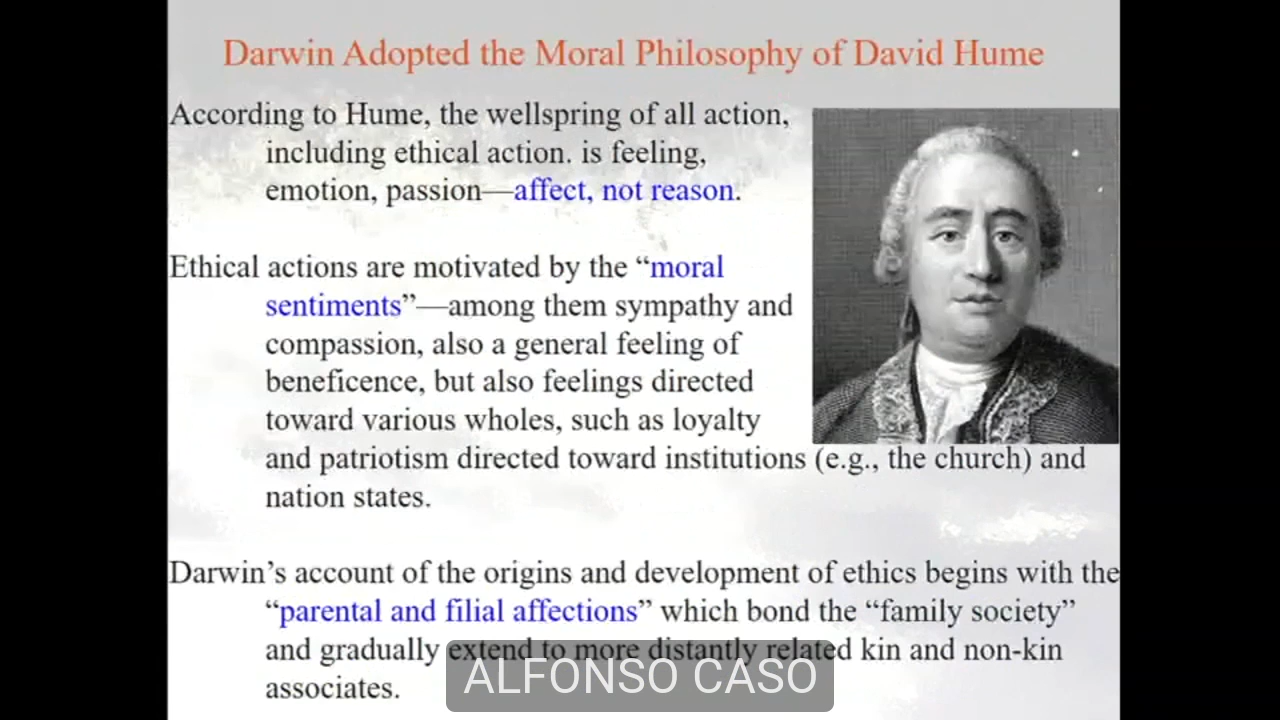 Darwin Adopted the Moral Philosophy of David Hume
According to Hume, the wellspring of all action,
including ethical action. is feeling,
emotion, passion—affect, not reason.
Ethical actions are motivated by the “moral
sentiments”—among them sympathy and
compassion, also a general feeling of
beneficence, but also feelings directed
toward various wholes, such as loyalty
and patriotism directed toward institutions (e.g., the church) and
nation states.
Darwin’s account of the origins and development of ethics begins with the
“parental and filial affections” which bond the “family society”
and gradually extend to more distantly related kin and non-kin
associates.
ALFONSO CASO